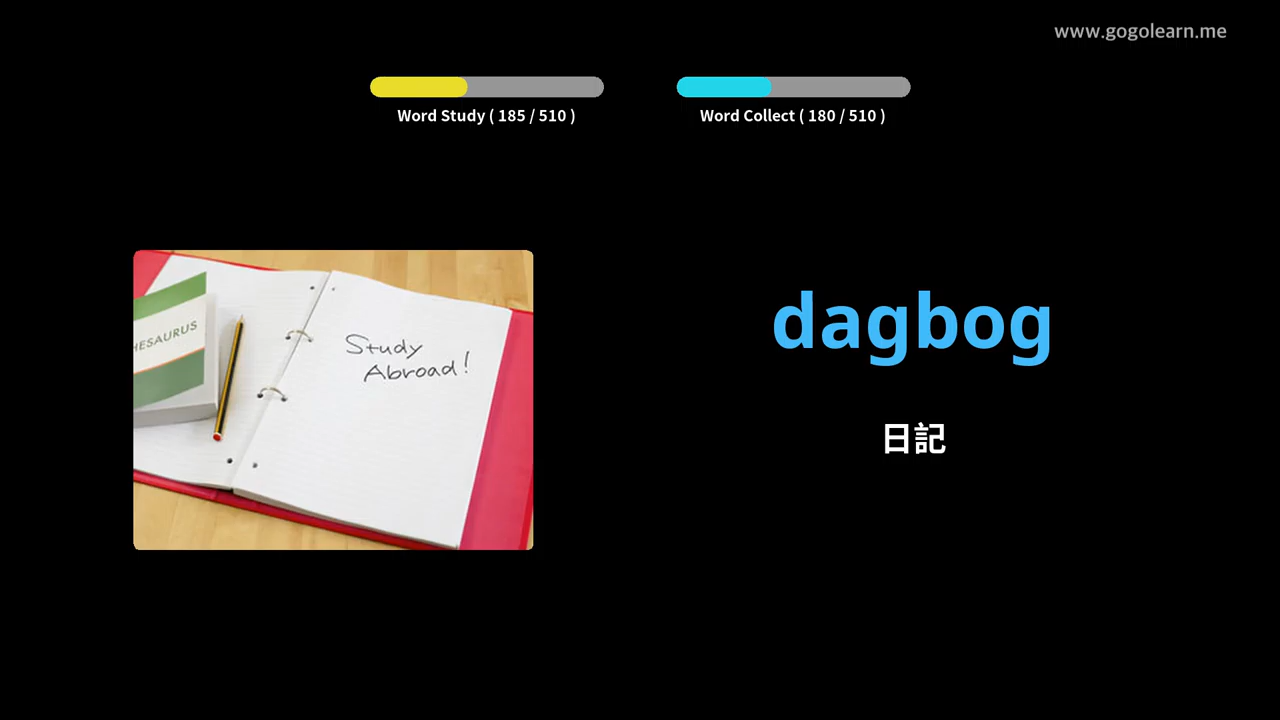 www.gogolearn.me
Word Study ( 185 / 510 )
Word Collect ( 180 / 510 )
HESAURUS
Study
Abroad!
dagbog
日記